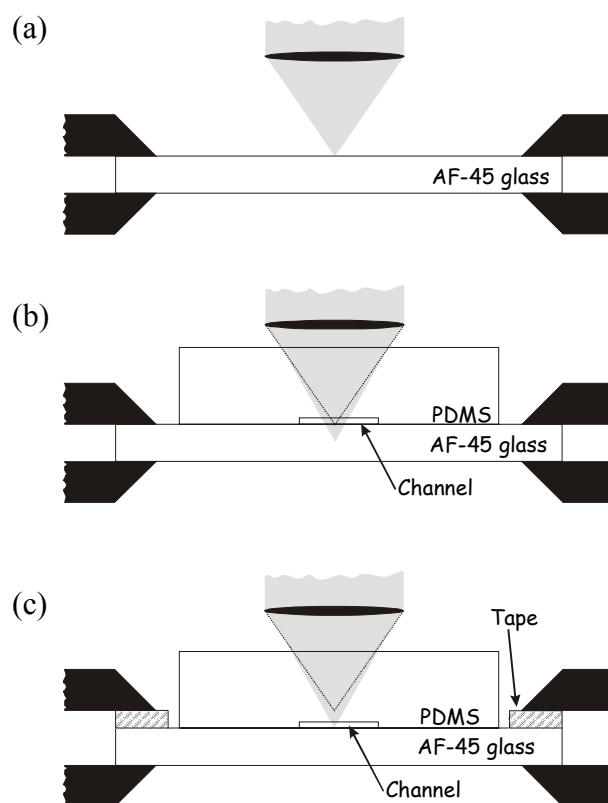 (a)
AF-45 glass
(b)
PDMS
AF-45 glass
Channel
(c)
Tape
PDMS
AF-45 glass
Channel